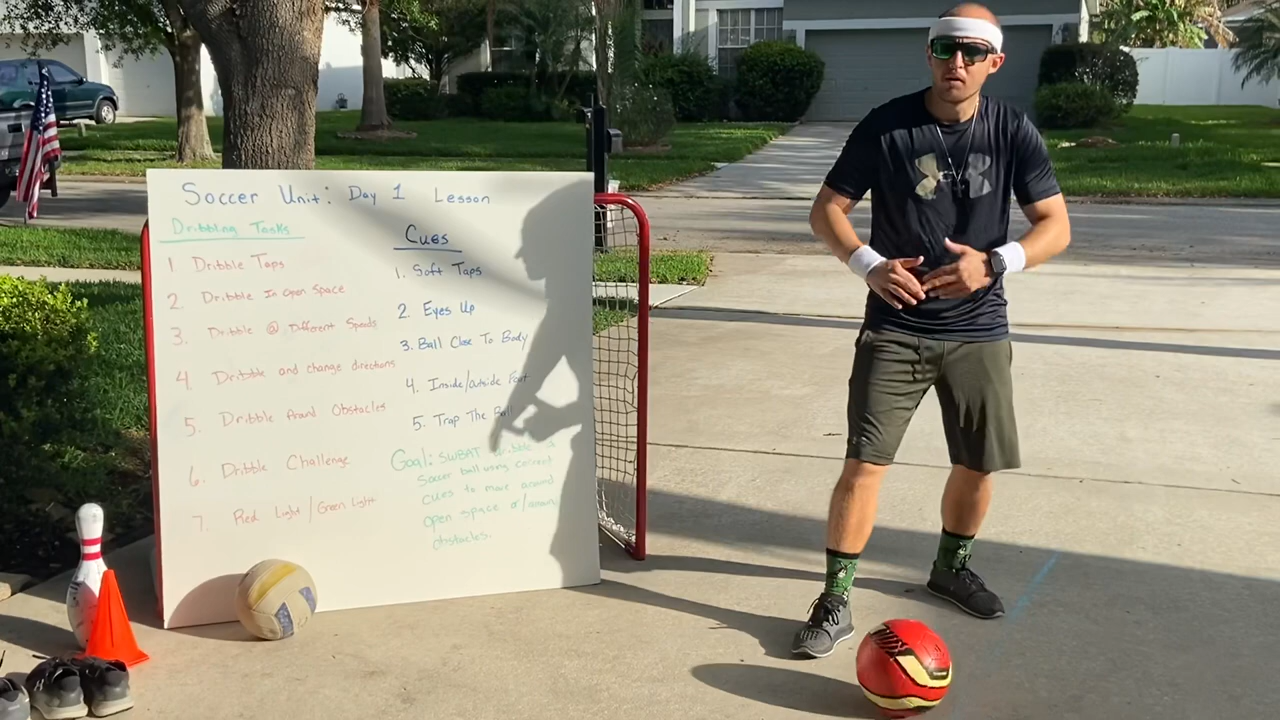 Soccer Unit: Day 1 Lesson
Dribbling Tasks
1 Dribble Taps
2. Dribble In open Space
3. Dribble @ Different Speeds
4. Dribble and change directions
5. Dribble Around Obstacles
6. Dribble Challenge
7. Red Light/Green Light
Cues
1. Soft Taps
2. Eyes Up
3. Ball Close To Body
4. Inside/outside Foot
5. Trap The Ball
Goal: SWBAT dribble a
Soccer ball using correct
cues to move around
open space or/around
obstacles.